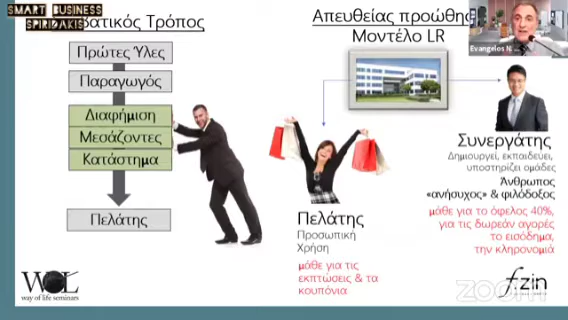 SMART BUSINESS
SPIRIDAKIS
βατικός Τρόπος
Πρώτες Ύλες
Παραγωγός
Διαφήμιση
Μεσάζοντες
Κατάστημα
Πελάτης
WOL
way of life seminars
Απευθείας προώθησ
Μοντέλο LR
Πελάτης
Προσωπική
Χρήση
μάθε για τις
εκπτώσεις & τα
κουπόνια
Evangelos N
Συνεργάτης
Δημιουργεί, εκπαιδεύει,
υποστηρίζει ομάδες
Άνθρωπος
«ανήσυχος» & φιλόδοξος
μάθε για το όφελος 40%,
για τις δωρεάν αγορές
το εισόδημα,
την κληρονομιά
zoom
fzin